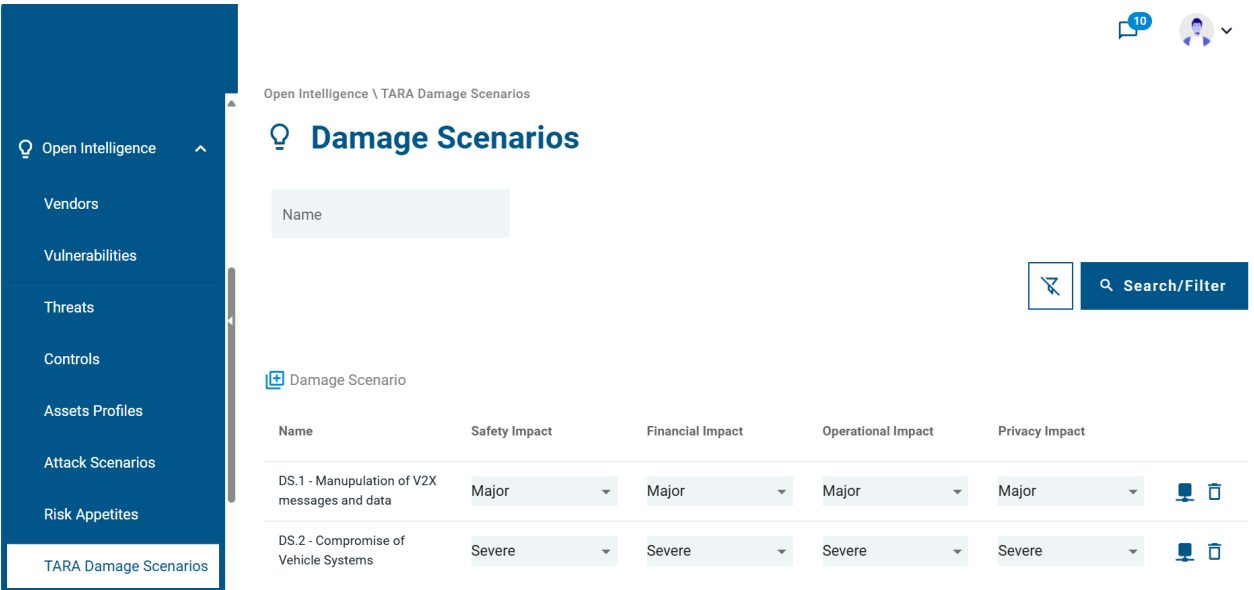 10
Open Intelligence \ TARA Damage Scenarios
Damage Scenarios
Open Intelligence
Vendors
Vulnerabilities
Threats
Controls
Assets Profiles
Attack Scenarios
Risk Appetites
TARA Damage Scenarios
Name
Search/Filter
Damage Scenario
Name Safety Impact Financial Impact Operational Impact Privacy Impact
DS.1 - Manupulation of V2X
messages and data
Major Major Major Major
DS.2 - Compromise of
Vehicle Systems
Severe Severe Severe Severe